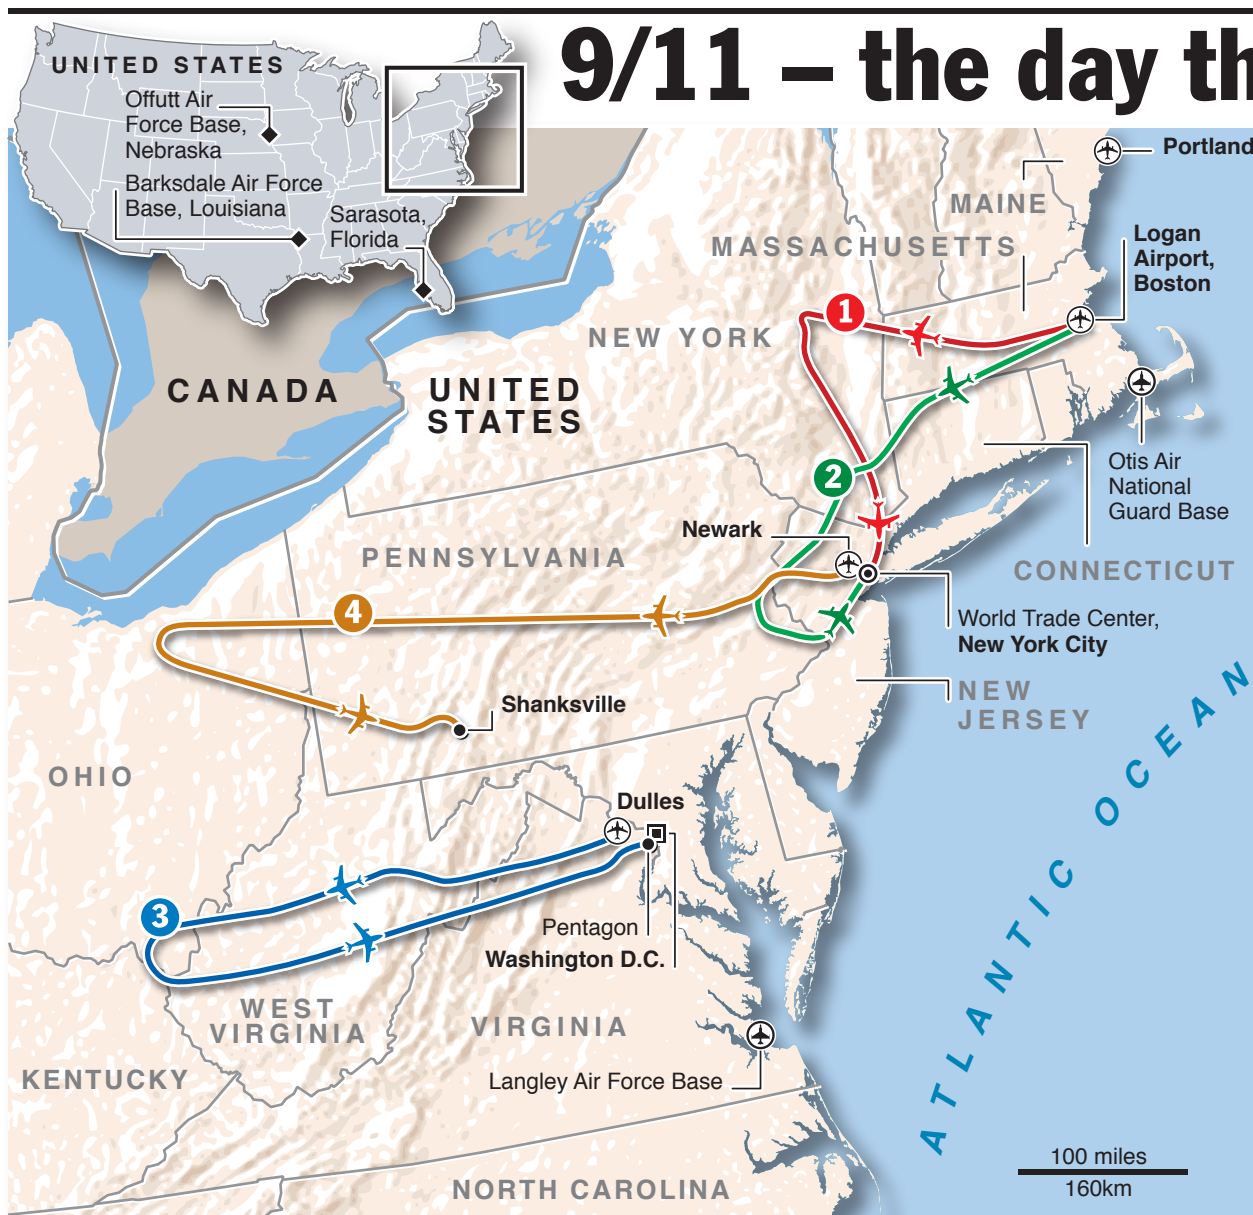 9/11 – the day th
UNITED STATES
Offutt Air
Force Base,
Nebraska
Barksdale Air Force
Base, Louisiana
Sarasota,
Florida
Portland
MAINE
MASSACHUSETTS
Logan
Airport,
Boston
1
NEW YORK
CANADA
UNITED
STATES
2
Otis Air
National
Guard Base
Newark
PENNSYLVANIA
CONNECTICUT
4
World Trade Center,
New York City
Shanksville
NEW
JERSEY
OHIO
Dulles
3
Pentagon
Washington D.C.
WEST
VIRGINIA
VIRGINIA
KENTUCKY
Langley Air Force Base
ATLANTIC OCEAN
100 miles
160km
NORTH CAROLINA